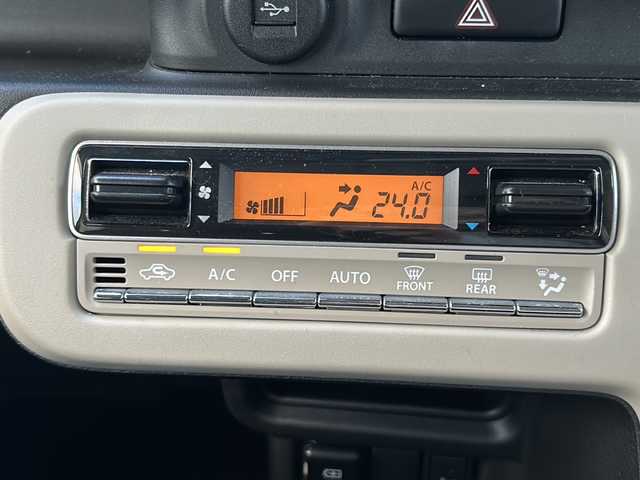 A/C
24.0
A/C OFF AUTO FRONT REAR